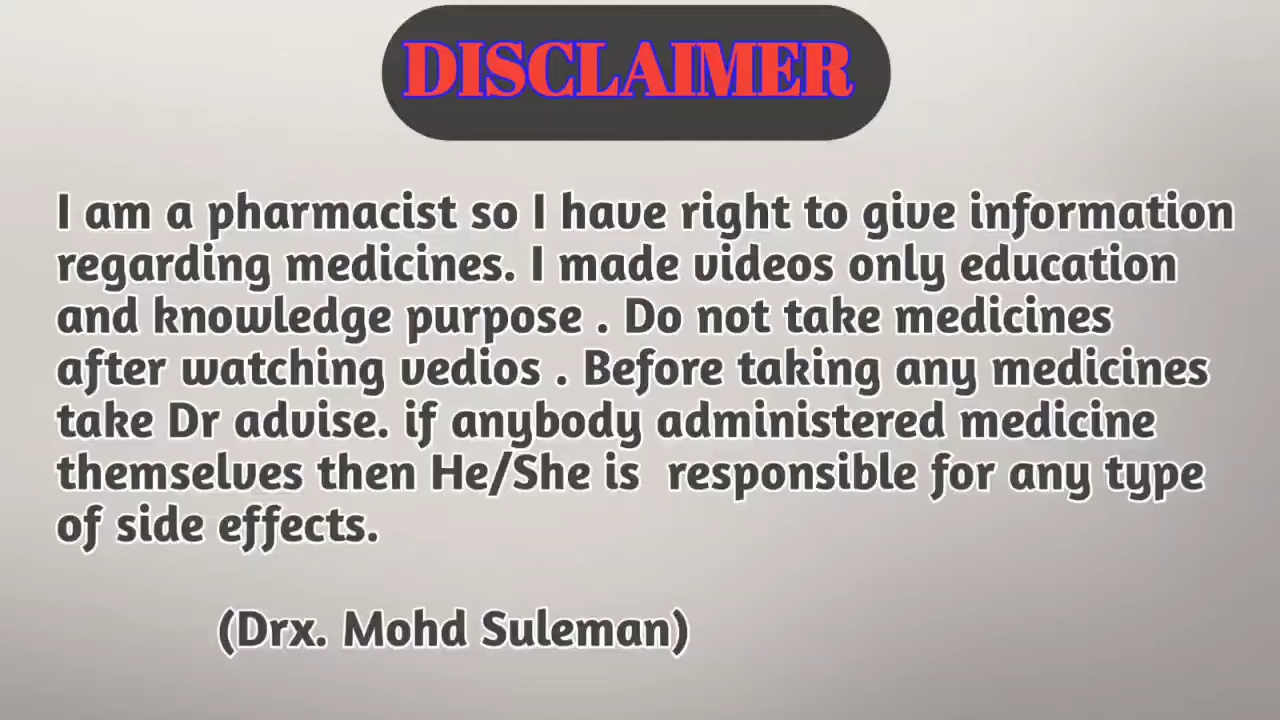 DISCLAIMER
I am a pharmacist so I have right to give information
regarding medicines. I made videos only education
and knowledge purpose . Do not take medicines
after watching vedios . Before taking any medicines
take Dr advise. if anybody administered medicine
themselves then He/She is  responsible for any type
of side effects.
(Drx. Mohd Suleman)